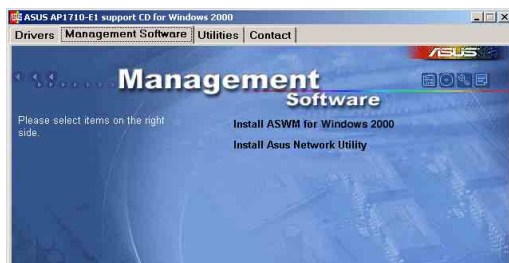 ASUS AP1710-E1 support CD for Windows 2000
Drivers Management Software Utilities Contact
ASUS
Management
Software
Please select items on the right
side.
Install ASWM for Windows 2000
Install Asus Network Utility